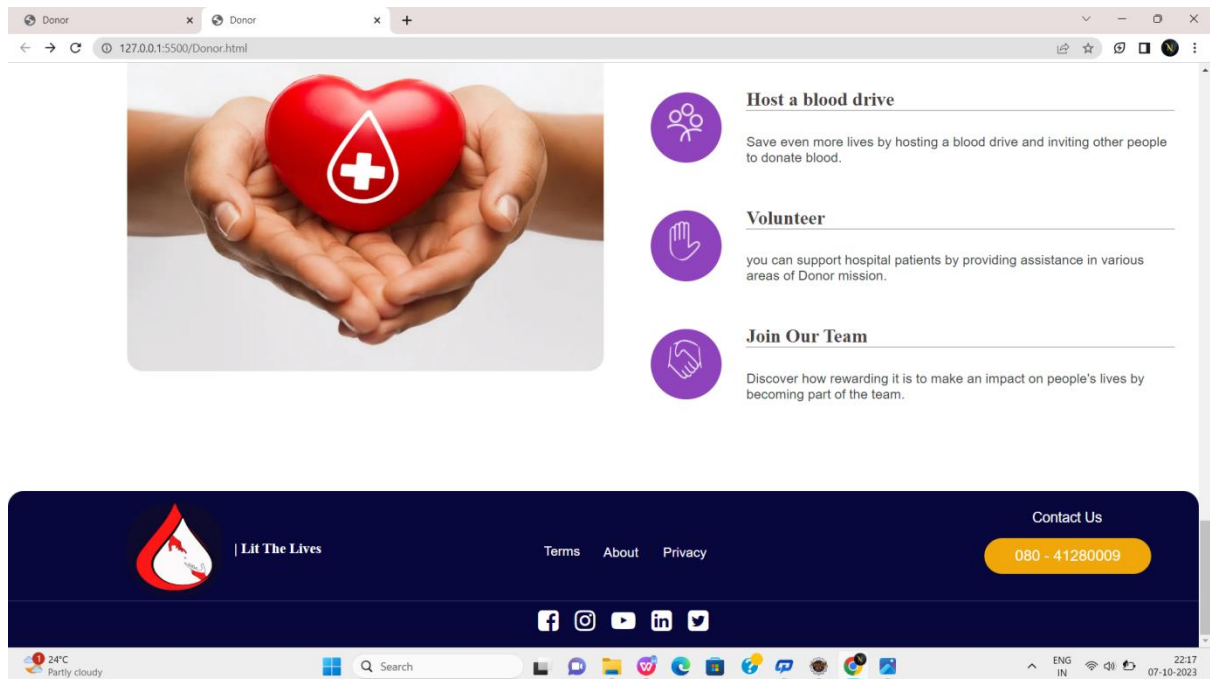 Donor
Donor
127.0.0.1:5500/Donor.html
N
Host a blood drive
Save even more lives by hosting a blood drive and inviting other people
to donate blood.
Volunteer
you can support hospital patients by providing assistance in various
areas of Donor mission.
Join Our Team
Discover how rewarding it is to make an impact on people's lives by
becoming part of the team.
| Lit The Lives
Terms About Privacy
Contact Us
080 - 41280009
1
24°C
Partly cloudy
Search
ENG
IN
22:17
07-10-2023